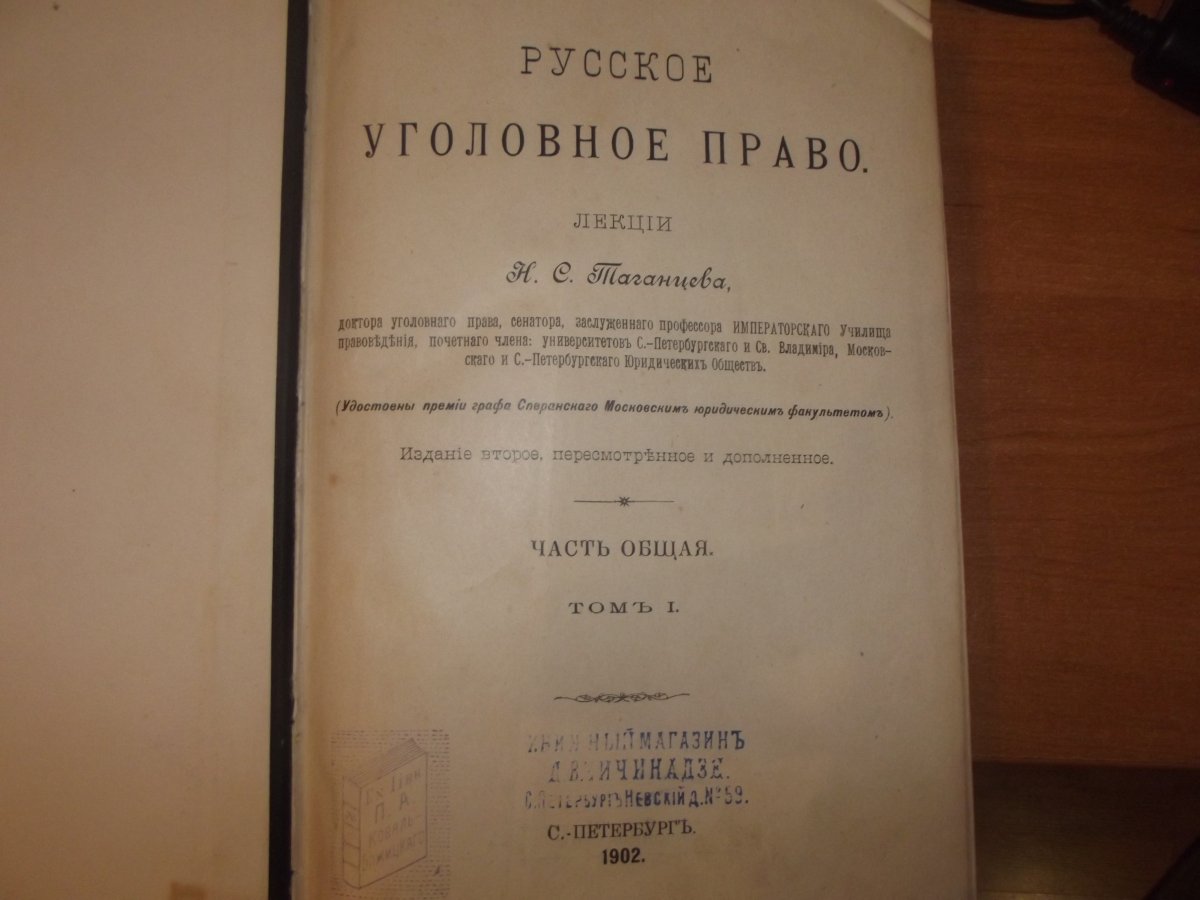 РУССКОЕ
УГОЛОВНОЕ ПРАВО.
ЛЕКЦІИ
Н. С. Таганцева,
доктора уголовнаго права, сенатора, заслуженнаго профессора ИМПЕРАТОРСКАГО Училища
правовѣдѣнія, почетнаго члена: университетовъ С.-Петербургскаго и Св. Владиміра, Москов-
скаго и С.-Петербургскаго Юридическихъ Обществъ.
(Удостовны преміи графа Сперанскаго Московскимъ юридическимъ факультетомъ).
Изданіе второе, пересмотрѣнное и дополненное.
ЧАСТЬ ОБЩАЯ.
ТОМЪ I.
МАГАЗИНЪ
ЧИЧИНАДЗЕ.
С.ПЕТЕРБУРГЪ НЕВСКІЙ Д. № 59.
П. А
С.-ПЕТЕРБУРГЪ.
1902.